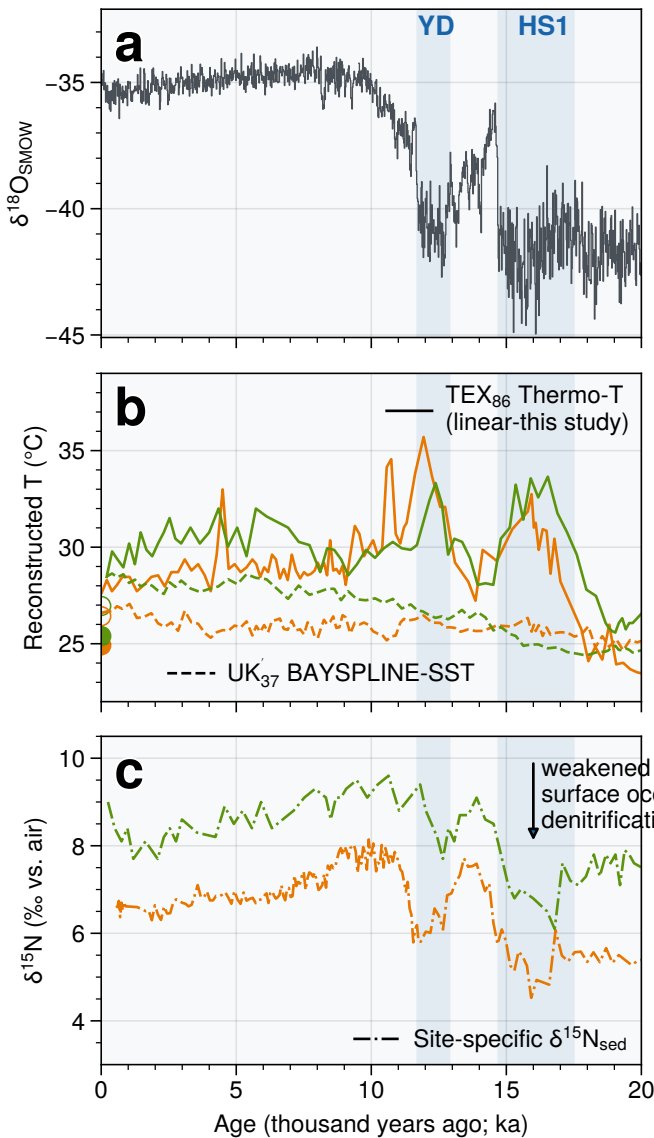 a
YD
HS1
−35
−40
−45
δ¹⁸O_SMOW
b
TEX₈₆ Thermo-T
(linear-this study)
35
30
25
Reconstructed T (°C)
UK′₃₇ BAYSPLINE-SST
c
weakened
surface oce
denitrificati
10
8
6
4
δ¹⁵N (‰ vs. air)
Site-specific δ¹⁵N_sed
0 5 10 15 20
Age (thousand years ago; ka)